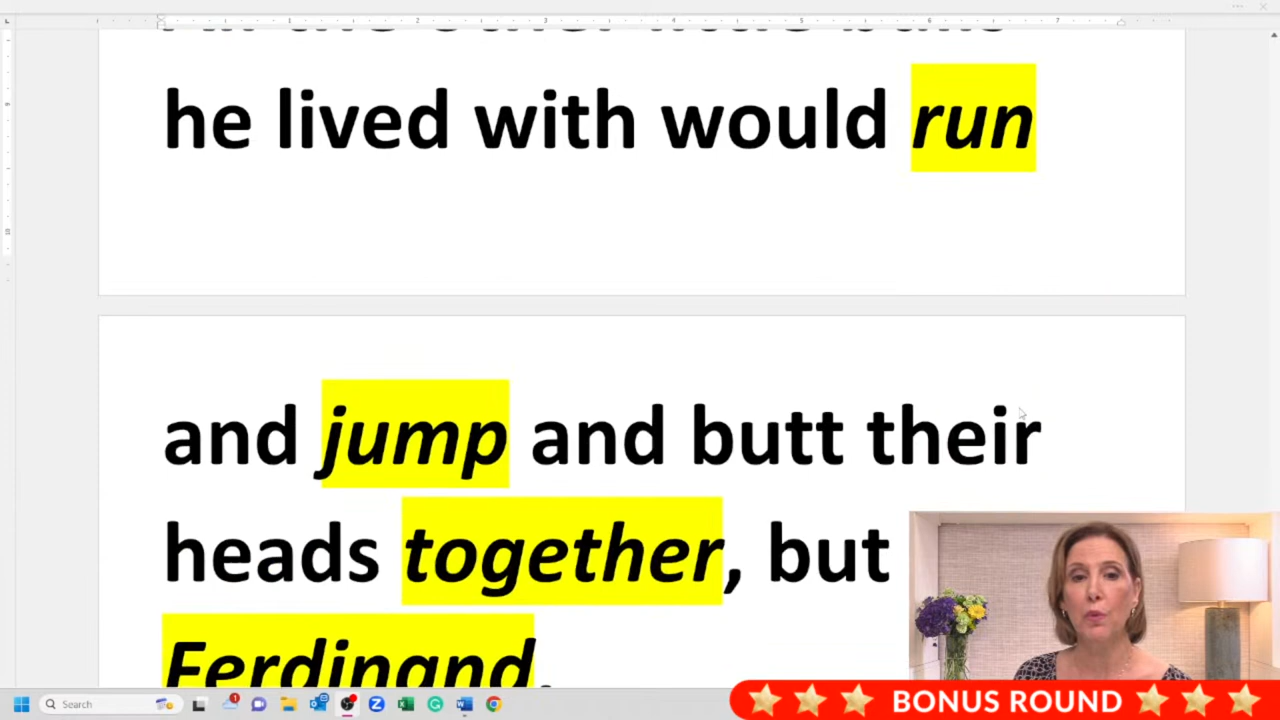 he lived with would run
and jump and butt their
heads together, but
Ferdinand.
Search
BONUS ROUND